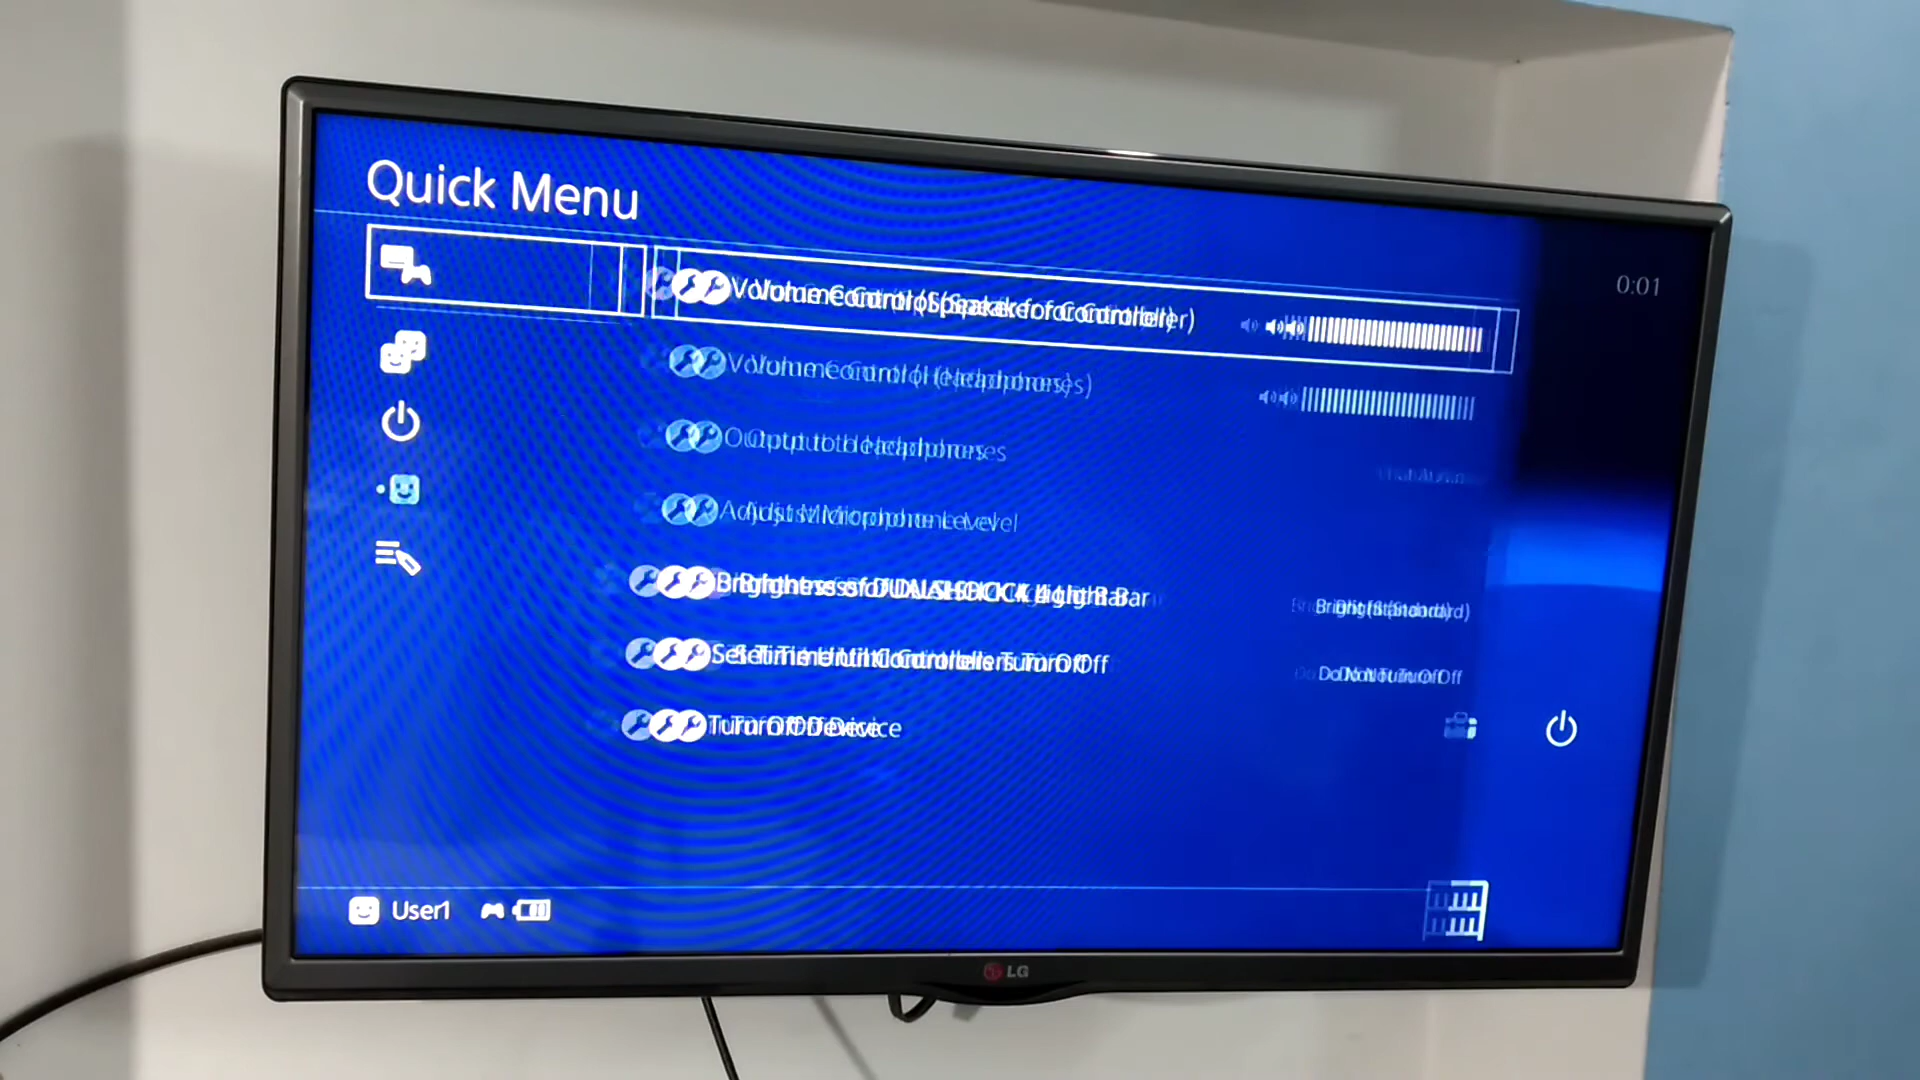 Quick Menu
0:01
Volume Control (Speaker for Controller)
Volume Control (Headphones)
Output to Headphones
Adjust Microphone Level
Brightness of DUALSHOCK 4 Light Bar
Bright (Standard)
Set Time Until Controllers Turn Off
Do Not Turn Off
Turn Off Device
User1
LG